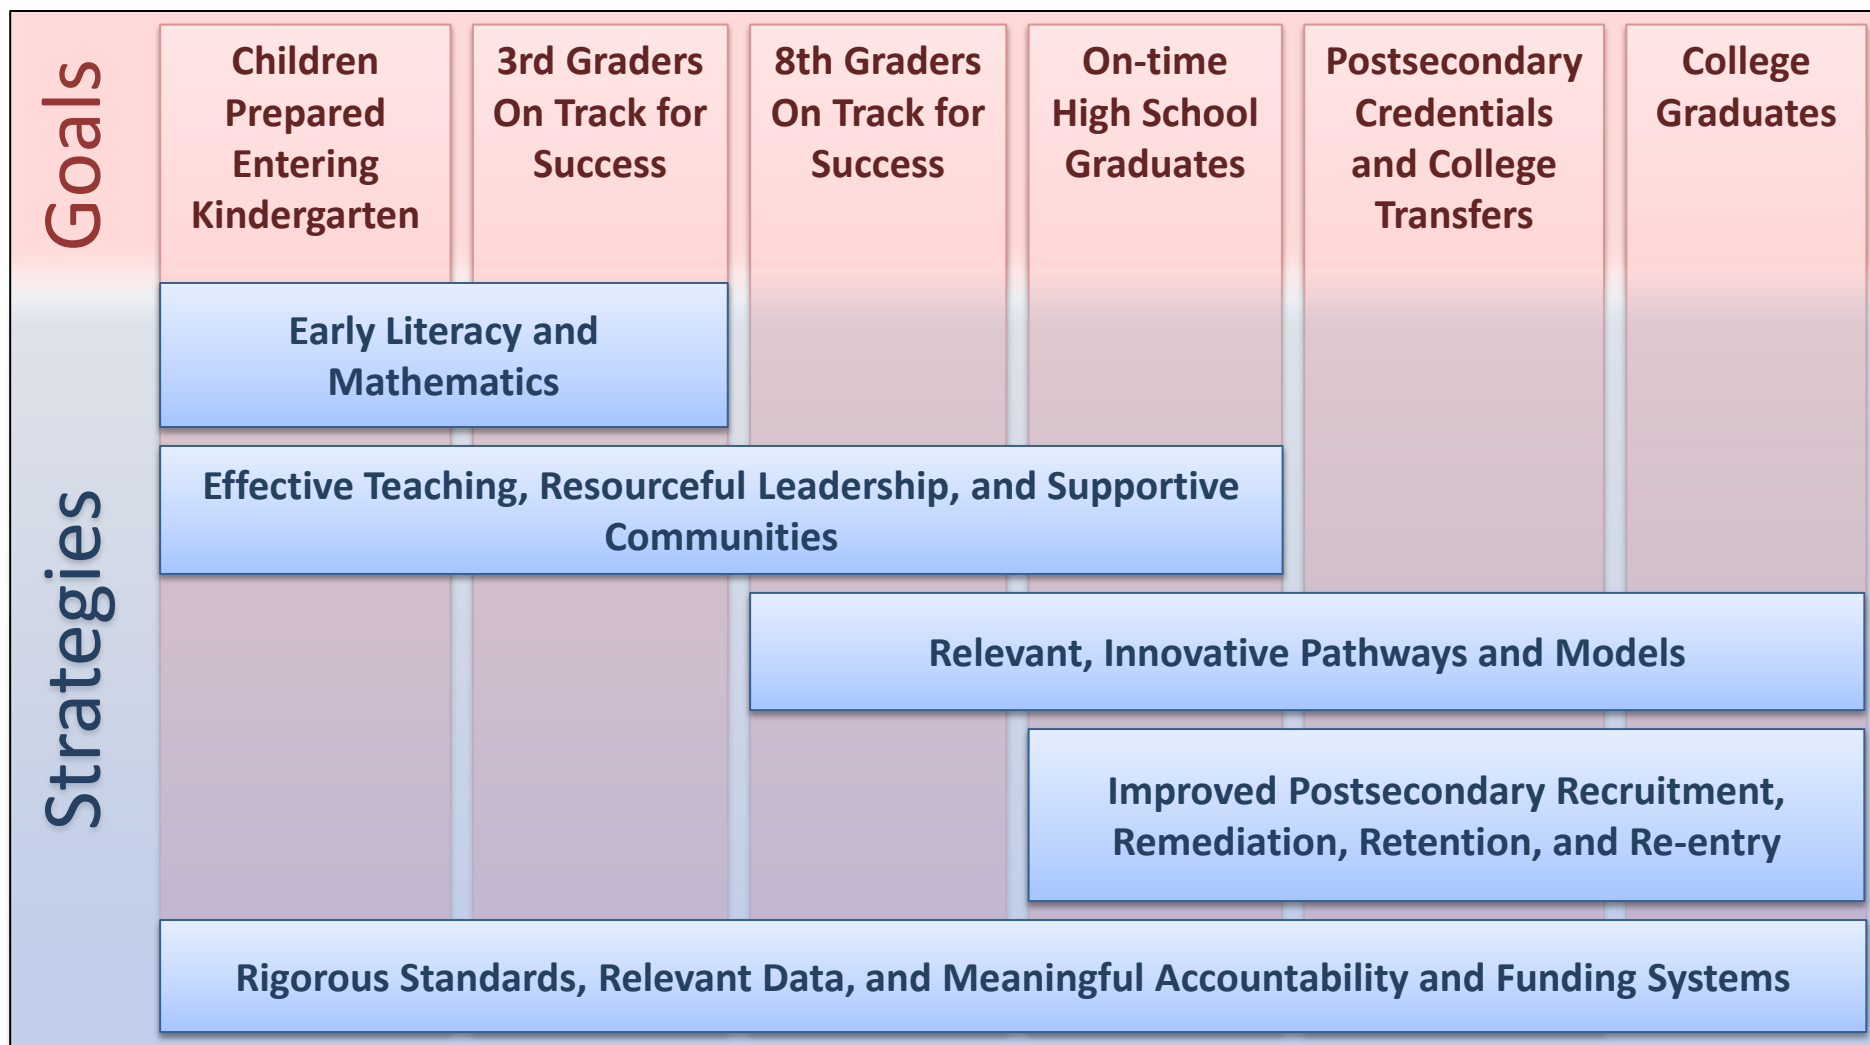 Goals
Children
Prepared
Entering
Kindergarten
3rd Graders
On Track for
Success
8th Graders
On Track for
Success
On-time
High School
Graduates
Postsecondary
Credentials
and College
Transfers
College
Graduates
Strategies
Early Literacy and
Mathematics
Effective Teaching, Resourceful Leadership, and Supportive
Communities
Relevant, Innovative Pathways and Models
Improved Postsecondary Recruitment,
Remediation, Retention, and Re-entry
Rigorous Standards, Relevant Data, and Meaningful Accountability and Funding Systems